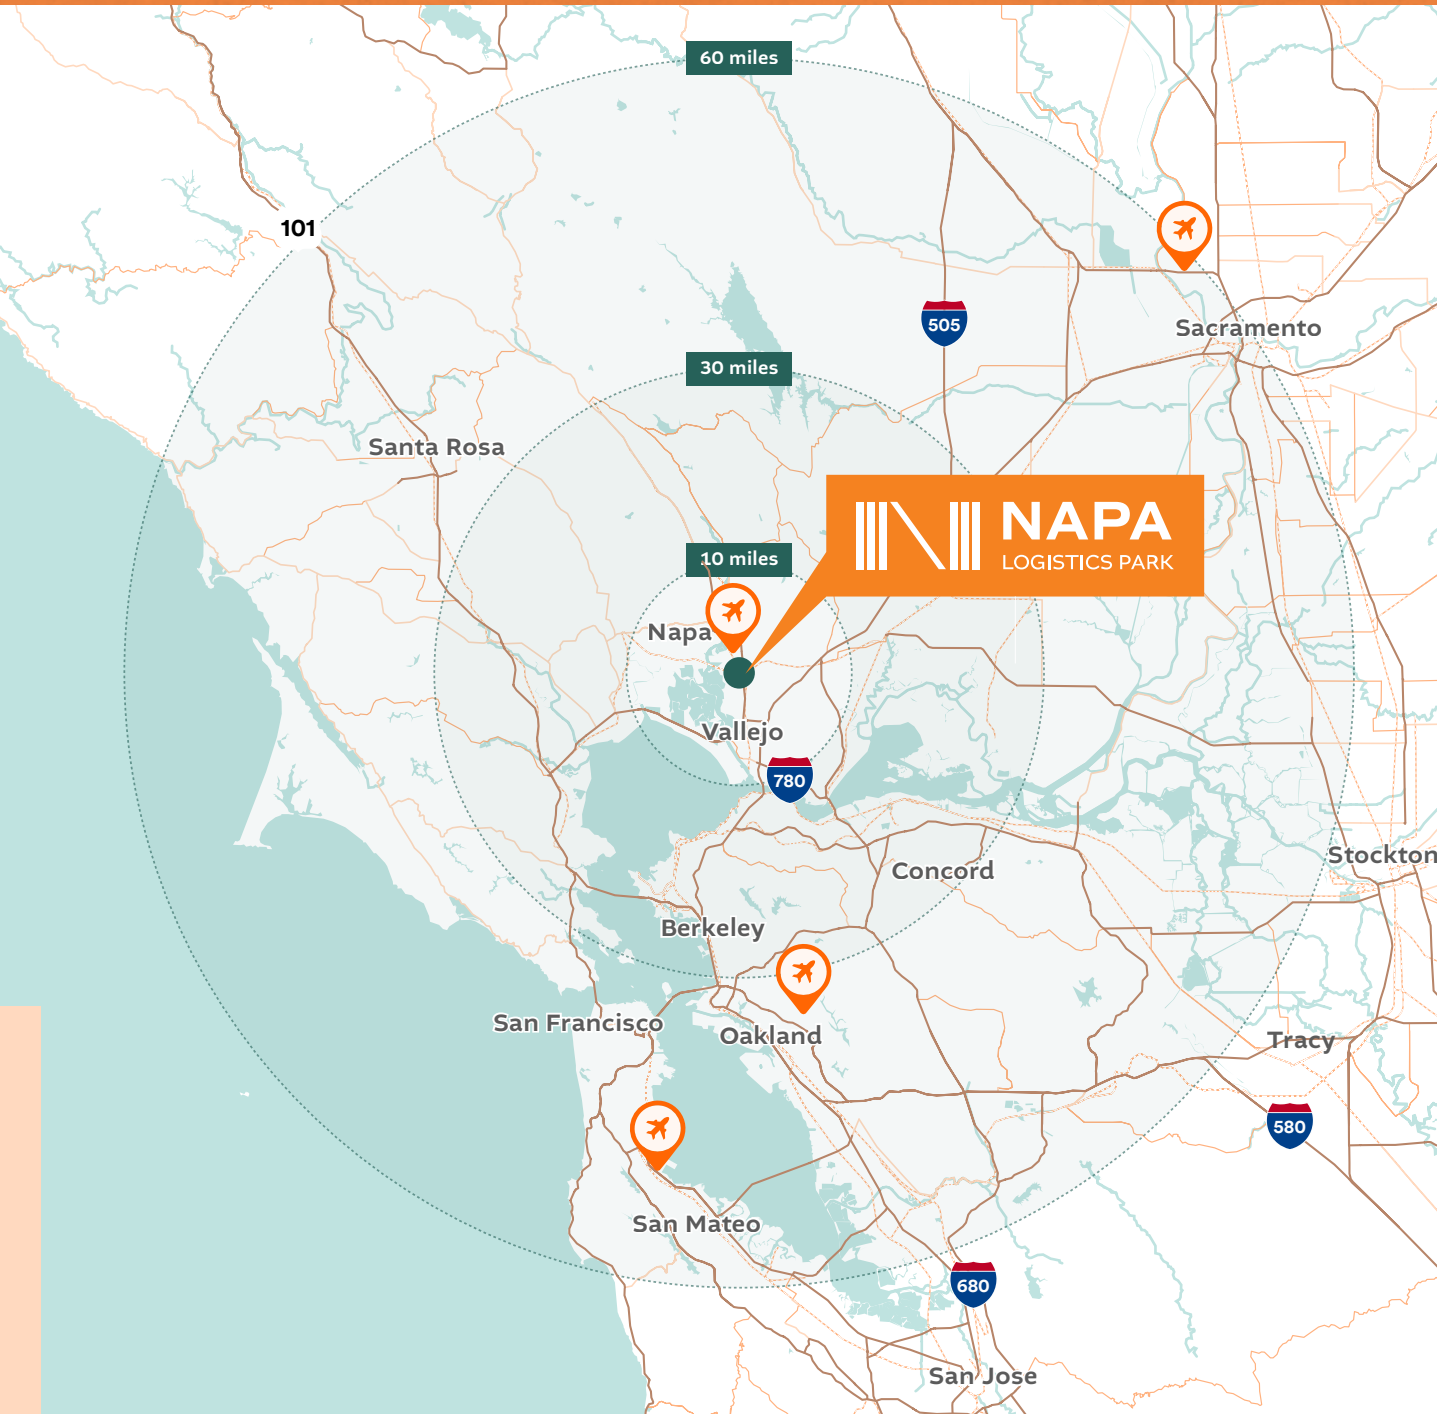 60 miles
101
505
Sacramento
30 miles
Santa Rosa
NAPA
LOGISTICS PARK
10 miles
Napa
Vallejo
780
Stockton
Concord
Berkeley
San Francisco
Oakland
Tracy
580
San Mateo
680
San Jose